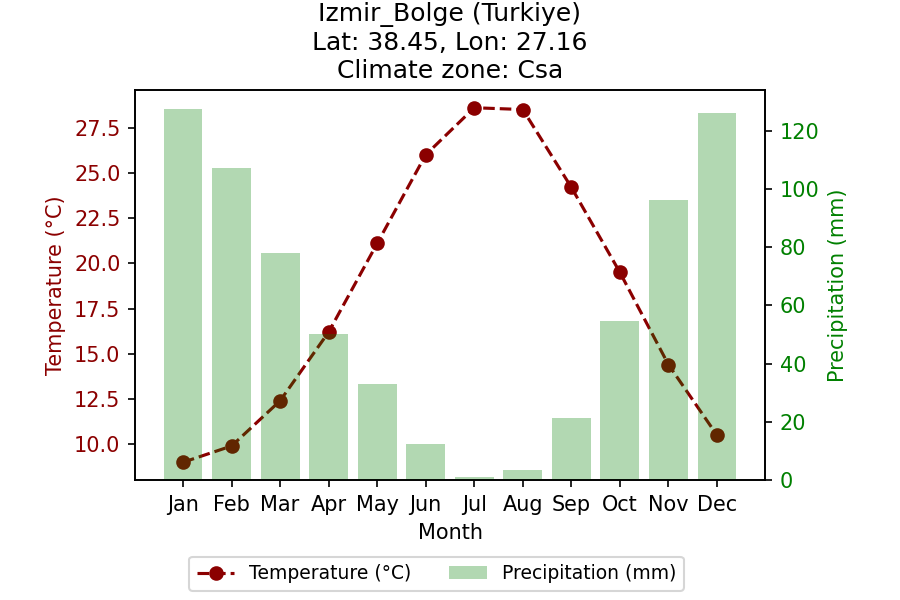 Izmir_Bolge (Turkiye)
Lat: 38.45, Lon: 27.16
Climate zone: Csa
Temperature (°C)
27.5
25.0
22.5
20.0
17.5
15.0
12.5
10.0
120
100
80
60
40
20
0
Precipitation (mm)
Jan Feb Mar Apr May Jun Jul Aug Sep Oct Nov Dec
Month
Temperature (°C) Precipitation (mm)